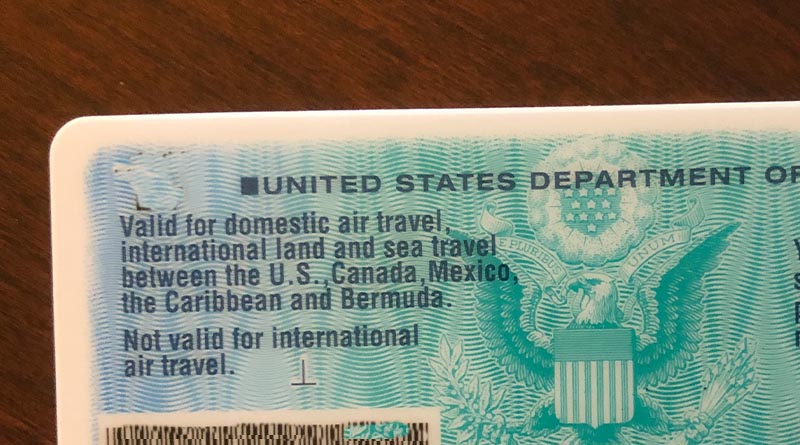 UNITED STATES DEPARTMENT OF
Valid for domestic air travel,
international land and sea travel
between the U.S., Canada, Mexico,
the Caribbean and Bermuda.
Not valid for international
air travel.
E PLURIBUS UNUM